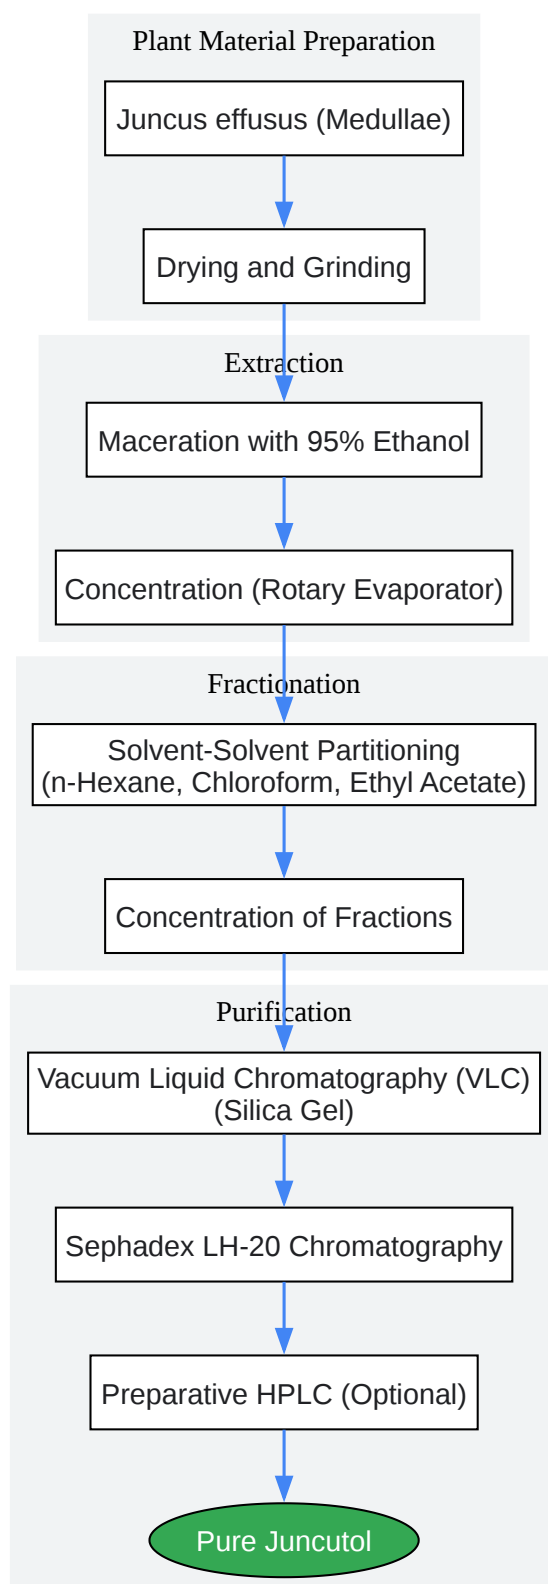 Plant Material Preparation
Juncus effusus (Medullae)
Drying and Grinding
Extraction
Maceration with 95% Ethanol
Concentration (Rotary Evaporator)
Fractionation
Solvent-Solvent Partitioning
(n-Hexane, Chloroform, Ethyl Acetate)
Concentration of Fractions
Purification
Vacuum Liquid Chromatography (VLC)
(Silica Gel)
Sephadex LH-20 Chromatography
Preparative HPLC (Optional)
Pure Juncutol